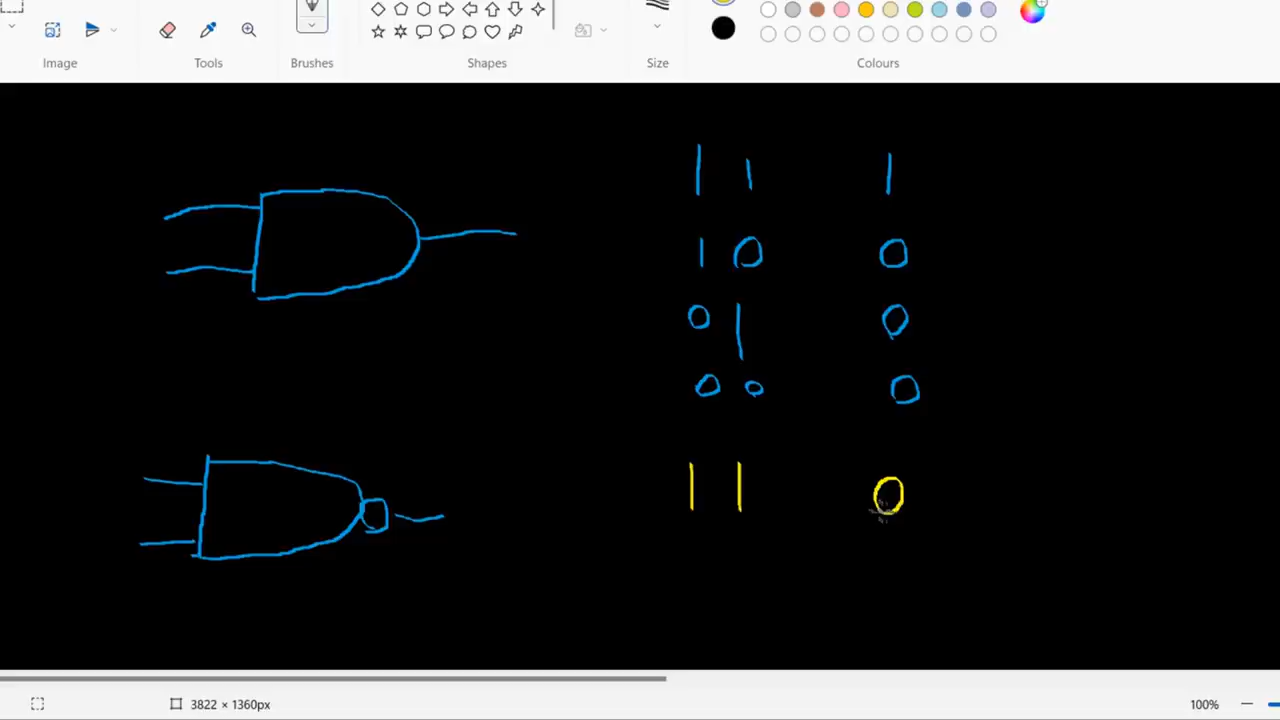 Image Tools Brushes Shapes Size Colours
1 1 1
1 0 0
0 1 0
0 0 0
1 1 0
3822 × 1360px 100%